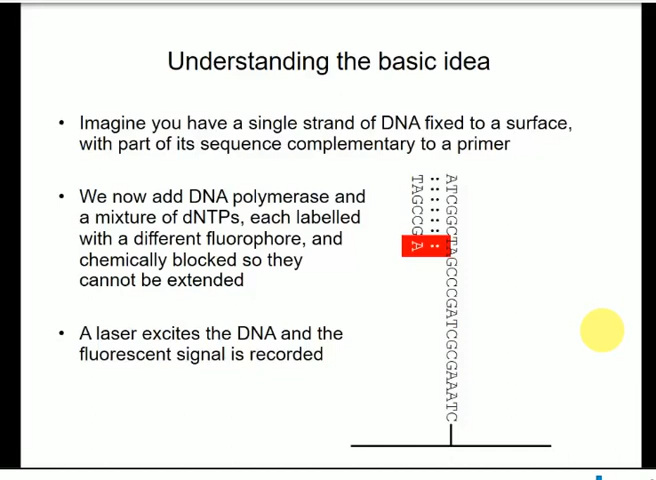 Understanding the basic idea
• Imagine you have a single strand of DNA fixed to a surface,
with part of its sequence complementary to a primer
• We now add DNA polymerase and
a mixture of dNTPs, each labelled
with a different fluorophore, and
chemically blocked so they
cannot be extended
• A laser excites the DNA and the
fluorescent signal is recorded
TAGCCG
A
ATCGGCTAGCCCGATCGCGAAATC